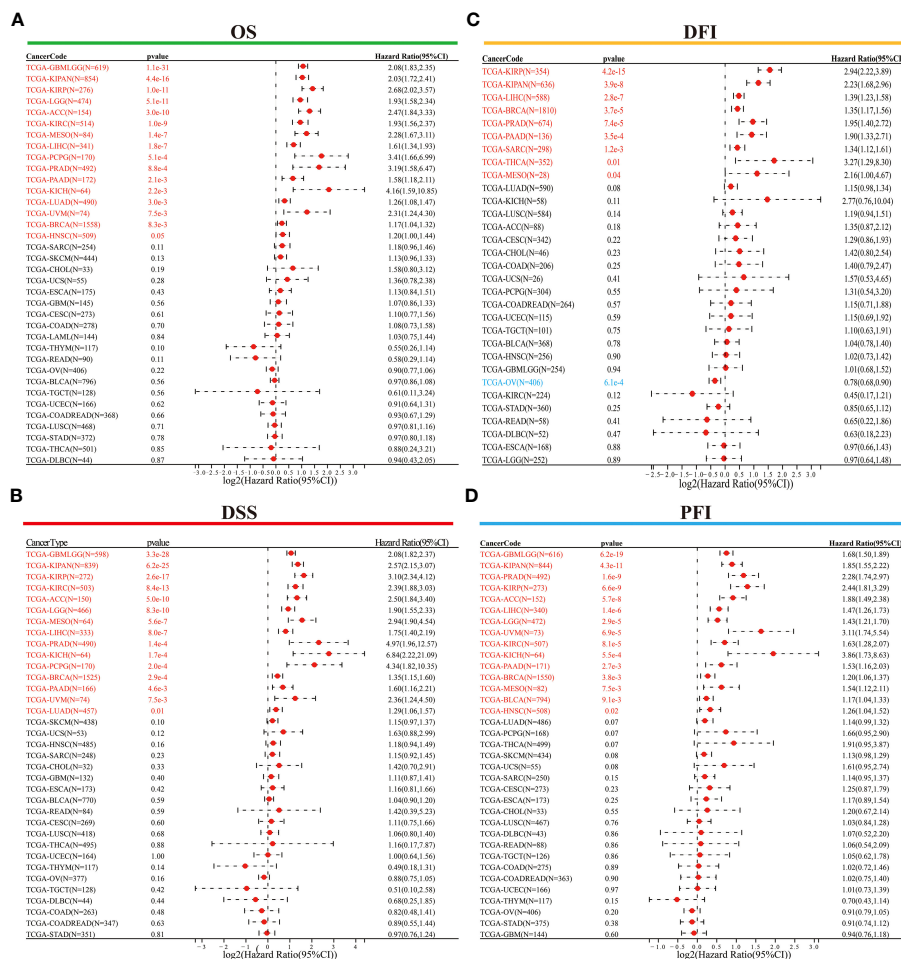 A
OS
CancerCode pvalue Hazard Ratio(95%CI)
TCGA-GBMLGG(N=619) 1.1e-31 2.08(1.83,2.35)
TCGA-KIPAN(N=854) 4.4e-16 2.03(1.72,2.41)
TCGA-KIRP(N=276) 1.0e-11 2.68(2.02,3.57)
TCGA-LGG(N=474) 5.1e-11 1.93(1.58,2.34)
TCGA-ACC(N=154) 3.0e-10 2.47(1.84,3.33)
TCGA-KIRC(N=514) 1.0e-9 1.93(1.56,2.37)
TCGA-MESO(N=84) 1.4e-7 2.28(1.67,3.11)
TCGA-LIHC(N=341) 1.8e-7 1.61(1.34,1.93)
TCGA-PCPG(N=170) 5.1e-4 3.41(1.66,6.99)
TCGA-PRAD(N=492) 8.8e-4 3.19(1.58,6.47)
TCGA-PAAD(N=172) 2.1e-3 1.58(1.18,2.11)
TCGA-KICH(N=64) 2.2e-3 4.16(1.59,10.85)
TCGA-LUAD(N=490) 3.0e-3 1.26(1.08,1.47)
TCGA-UVM(N=74) 7.5e-3 2.31(1.24,4.30)
TCGA-BRCA(N=1558) 8.3e-3 1.17(1.04,1.32)
TCGA-HNSC(N=509) 0.05 1.20(1.00,1.44)
TCGA-SARC(N=254) 0.11 1.18(0.96,1.46)
TCGA-SKCM(N=444) 0.13 1.13(0.96,1.33)
TCGA-CHOL(N=33) 0.19 1.58(0.80,3.12)
TCGA-UCS(N=55) 0.28 1.36(0.78,2.38)
TCGA-ESCA(N=175) 0.43 1.13(0.84,1.51)
TCGA-GBM(N=145) 0.56 1.07(0.86,1.33)
TCGA-CESC(N=273) 0.61 1.10(0.77,1.56)
TCGA-COAD(N=278) 0.70 1.08(0.73,1.58)
TCGA-LAML(N=144) 0.84 1.03(0.75,1.44)
TCGA-THYM(N=117) 0.10 0.55(0.26,1.14)
TCGA-READ(N=90) 0.11 0.58(0.29,1.14)
TCGA-OV(N=406) 0.22 0.90(0.77,1.06)
TCGA-BLCA(N=796) 0.56 0.97(0.86,1.08)
TCGA-TGCT(N=128) 0.56 0.61(0.11,3.24)
TCGA-UCEC(N=166) 0.62 0.91(0.64,1.31)
TCGA-COADREAD(N=368) 0.66 0.93(0.67,1.29)
TCGA-LUSC(N=468) 0.71 0.97(0.81,1.16)
TCGA-STAD(N=372) 0.78 0.97(0.80,1.18)
TCGA-THCA(N=501) 0.85 0.88(0.24,3.21)
TCGA-DLBC(N=44) 0.87 0.94(0.43,2.05)
-3.0 -2.5 -2.0 -1.5 -1.0 -0.5 0.0 0.5 1.0 1.5 2.0 2.5 3.0
log2(Hazard Ratio(95%CI))
C
DFI
CancerCode pvalue Hazard Ratio(95%CI)
TCGA-KIRP(N=354) 4.2e-15 2.94(2.22,3.89)
TCGA-KIPAN(N=636) 3.9e-8 2.23(1.68,2.96)
TCGA-LIHC(N=588) 2.8e-7 1.39(1.23,1.58)
TCGA-BRCA(N=1810) 3.7e-5 1.35(1.17,1.56)
TCGA-PRAD(N=674) 7.4e-5 1.95(1.40,2.72)
TCGA-PAAD(N=136) 3.5e-4 1.90(1.33,2.71)
TCGA-SARC(N=298) 1.2e-3 1.34(1.12,1.61)
TCGA-THCA(N=352) 0.01 3.27(1.29,8.30)
TCGA-MESO(N=28) 0.04 2.16(1.00,4.67)
TCGA-LUAD(N=590) 0.08 1.15(0.98,1.34)
TCGA-KICH(N=58) 0.11 2.77(0.76,10.04)
TCGA-LUSC(N=584) 0.14 1.19(0.94,1.51)
TCGA-ACC(N=88) 0.18 1.35(0.87,2.12)
TCGA-CESC(N=342) 0.22 1.29(0.86,1.93)
TCGA-CHOL(N=46) 0.23 1.42(0.80,2.54)
TCGA-COAD(N=206) 0.25 1.40(0.79,2.47)
TCGA-UCS(N=26) 0.41 1.57(0.53,4.65)
TCGA-PCPG(N=304) 0.55 1.31(0.54,3.20)
TCGA-COADREAD(N=264) 0.57 1.15(0.71,1.88)
TCGA-UCEC(N=115) 0.59 1.15(0.69,1.92)
TCGA-TGCT(N=101) 0.75 1.10(0.63,1.91)
TCGA-BLCA(N=368) 0.78 1.04(0.78,1.40)
TCGA-HNSC(N=256) 0.90 1.02(0.73,1.42)
TCGA-GBMLGG(N=254) 0.94 1.01(0.68,1.52)
TCGA-OV(N=406) 6.1e-4 0.78(0.68,0.90)
TCGA-KIRC(N=224) 0.12 0.45(0.17,1.21)
TCGA-STAD(N=360) 0.25 0.85(0.65,1.12)
TCGA-READ(N=58) 0.41 0.65(0.22,1.86)
TCGA-DLBC(N=52) 0.47 0.63(0.18,2.23)
TCGA-ESCA(N=168) 0.88 0.97(0.66,1.43)
TCGA-LGG(N=252) 0.89 0.97(0.64,1.48)
-2.5 -2.0 -1.5 -1.0 -0.5 0.0 0.5 1.0 1.5 2.0 2.5 3.0
log2(Hazard Ratio(95%CI))
B
DSS
CancerType pvalue Hazard Ratio(95%CI)
TCGA-GBMLGG(N=598) 3.3e-28 2.08(1.82,2.37)
TCGA-KIPAN(N=839) 6.2e-25 2.57(2.15,3.07)
TCGA-KIRP(N=272) 2.6e-17 3.10(2.34,4.12)
TCGA-KIRC(N=503) 8.4e-13 2.39(1.88,3.03)
TCGA-ACC(N=150) 5.0e-10 2.50(1.84,3.40)
TCGA-LGG(N=466) 8.3e-10 1.90(1.55,2.33)
TCGA-MESO(N=64) 5.6e-7 2.94(1.90,4.54)
TCGA-LIHC(N=333) 8.0e-7 1.75(1.40,2.19)
TCGA-PRAD(N=490) 1.4e-4 4.97(1.96,12.57)
TCGA-KICH(N=64) 1.7e-4 6.84(2.22,21.09)
TCGA-PCPG(N=170) 2.0e-4 4.34(1.82,10.35)
TCGA-BRCA(N=1525) 2.9e-4 1.35(1.15,1.60)
TCGA-PAAD(N=166) 4.6e-3 1.60(1.16,2.21)
TCGA-UVM(N=74) 7.5e-3 2.36(1.24,4.50)
TCGA-LUAD(N=457) 0.01 1.29(1.06,1.57)
TCGA-SKCM(N=438) 0.10 1.15(0.97,1.37)
TCGA-UCS(N=53) 0.12 1.63(0.88,2.99)
TCGA-HNSC(N=485) 0.16 1.18(0.94,1.49)
TCGA-SARC(N=248) 0.23 1.15(0.92,1.45)
TCGA-CHOL(N=32) 0.33 1.42(0.70,2.91)
TCGA-GBM(N=132) 0.40 1.11(0.87,1.41)
TCGA-ESCA(N=173) 0.42 1.16(0.81,1.66)
TCGA-BLCA(N=770) 0.59 1.04(0.90,1.20)
TCGA-READ(N=84) 0.59 1.42(0.39,5.23)
TCGA-CESC(N=269) 0.60 1.11(0.75,1.66)
TCGA-LUSC(N=418) 0.68 1.06(0.80,1.40)
TCGA-THCA(N=495) 0.88 1.16(0.17,7.87)
TCGA-UCEC(N=164) 1.00 1.00(0.64,1.56)
TCGA-THYM(N=117) 0.14 0.49(0.18,1.31)
TCGA-OV(N=377) 0.16 0.88(0.75,1.05)
TCGA-TGCT(N=128) 0.42 0.51(0.10,2.58)
TCGA-DLBC(N=44) 0.44 0.68(0.25,1.85)
TCGA-COAD(N=263) 0.48 0.82(0.48,1.41)
TCGA-COADREAD(N=347) 0.63 0.89(0.55,1.44)
TCGA-STAD(N=351) 0.81 0.97(0.76,1.24)
-3 -2 -1 0 1 2 3 4
log2(Hazard Ratio(95%CI))
D
PFI
CancerCode pvalue Hazard Ratio(95%CI)
TCGA-GBMLGG(N=616) 6.2e-19 1.68(1.50,1.89)
TCGA-KIPAN(N=844) 4.3e-11 1.85(1.55,2.22)
TCGA-PRAD(N=492) 1.6e-9 2.28(1.74,2.97)
TCGA-KIRP(N=273) 6.6e-9 2.44(1.81,3.29)
TCGA-ACC(N=152) 5.7e-8 1.88(1.49,2.38)
TCGA-LIHC(N=340) 1.4e-6 1.47(1.26,1.73)
TCGA-LGG(N=472) 2.9e-5 1.43(1.21,1.70)
TCGA-UVM(N=73) 6.9e-5 3.11(1.74,5.54)
TCGA-KIRC(N=507) 8.1e-5 1.63(1.28,2.07)
TCGA-KICH(N=64) 5.5e-4 3.86(1.73,8.63)
TCGA-PAAD(N=171) 2.7e-3 1.53(1.16,2.03)
TCGA-BRCA(N=1550) 3.8e-3 1.20(1.06,1.37)
TCGA-MESO(N=82) 7.5e-3 1.54(1.12,2.11)
TCGA-BLCA(N=794) 9.1e-3 1.17(1.04,1.33)
TCGA-HNSC(N=508) 0.02 1.26(1.04,1.52)
TCGA-LUAD(N=486) 0.07 1.14(0.99,1.32)
TCGA-PCPG(N=168) 0.07 1.66(0.95,2.90)
TCGA-THCA(N=499) 0.07 1.91(0.95,3.87)
TCGA-SKCM(N=434) 0.08 1.13(0.98,1.29)
TCGA-UCS(N=55) 0.08 1.61(0.95,2.74)
TCGA-SARC(N=250) 0.15 1.14(0.95,1.37)
TCGA-CESC(N=273) 0.23 1.25(0.87,1.79)
TCGA-ESCA(N=173) 0.25 1.17(0.89,1.54)
TCGA-CHOL(N=33) 0.55 1.20(0.67,2.14)
TCGA-LUSC(N=467) 0.76 1.03(0.84,1.28)
TCGA-DLBC(N=43) 0.86 1.07(0.52,2.20)
TCGA-READ(N=88) 0.86 1.06(0.54,2.09)
TCGA-TGCT(N=126) 0.86 1.05(0.62,1.78)
TCGA-COAD(N=275) 0.89 1.02(0.72,1.46)
TCGA-COADREAD(N=363) 0.90 1.02(0.75,1.40)
TCGA-UCEC(N=166) 0.97 1.01(0.73,1.39)
TCGA-THYM(N=117) 0.15 0.70(0.43,1.14)
TCGA-OV(N=406) 0.20 0.91(0.79,1.05)
TCGA-STAD(N=375) 0.38 0.91(0.74,1.12)
TCGA-GBM(N=144) 0.60 0.94(0.76,1.18)
-1.0 -0.5 0.0 0.5 1.0 1.5 2.0 2.5 3.0
log2(Hazard Ratio(95%CI))